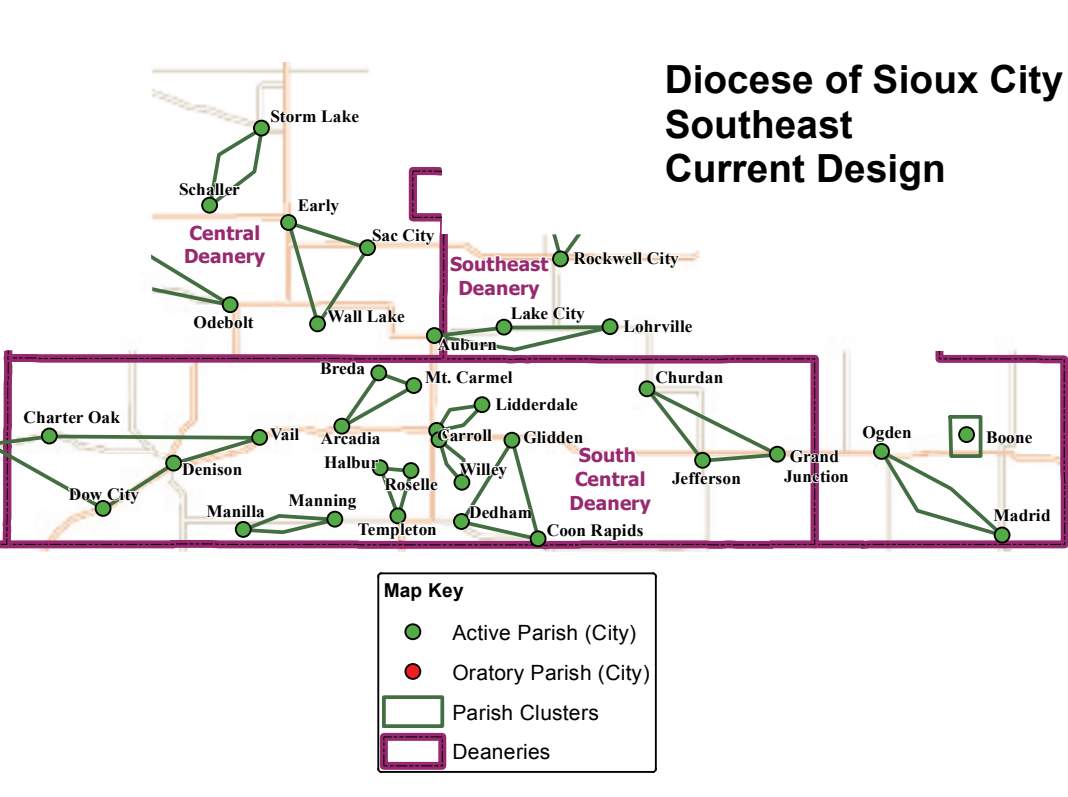 Diocese of Sioux City
Southeast
Current Design
Storm Lake
Schaller
Early
Central
Deanery
Sac City
Southeast
Deanery
Rockwell City
Odebolt
Wall Lake
Lake City
Lohrville
Auburn
Breda
Mt. Carmel
Churdan
Lidderdale
Charter Oak
Vail
Arcadia
Carroll
Glidden
Ogden
Boone
Denison
Halbur
Roselle
Willey
South
Central
Deanery
Jefferson
Grand
Junction
Dow City
Manilla
Manning
Templeton
Dedham
Coon Rapids
Madrid
Map Key
Active Parish (City)
Oratory Parish (City)
Parish Clusters
Deaneries